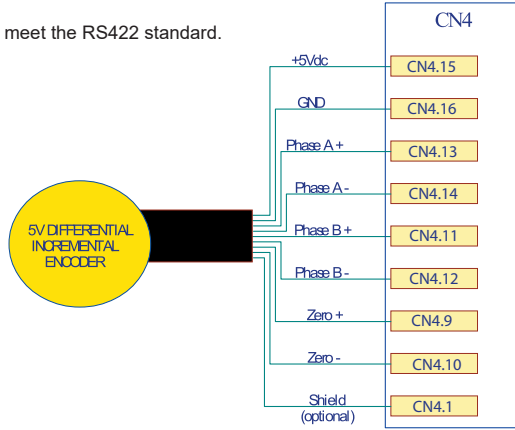 meet the RS422 standard.
CN4
+5Vdc
CN4.15
GND
CN4.16
Phase A +
CN4.13
Phase A -
CN4.14
5V DIFFERENTIAL
INCREMENTAL
ENCODER
Phase B +
CN4.11
Phase B -
CN4.12
Zero +
CN4.9
Zero -
CN4.10
Shield
(optional)
CN4.1